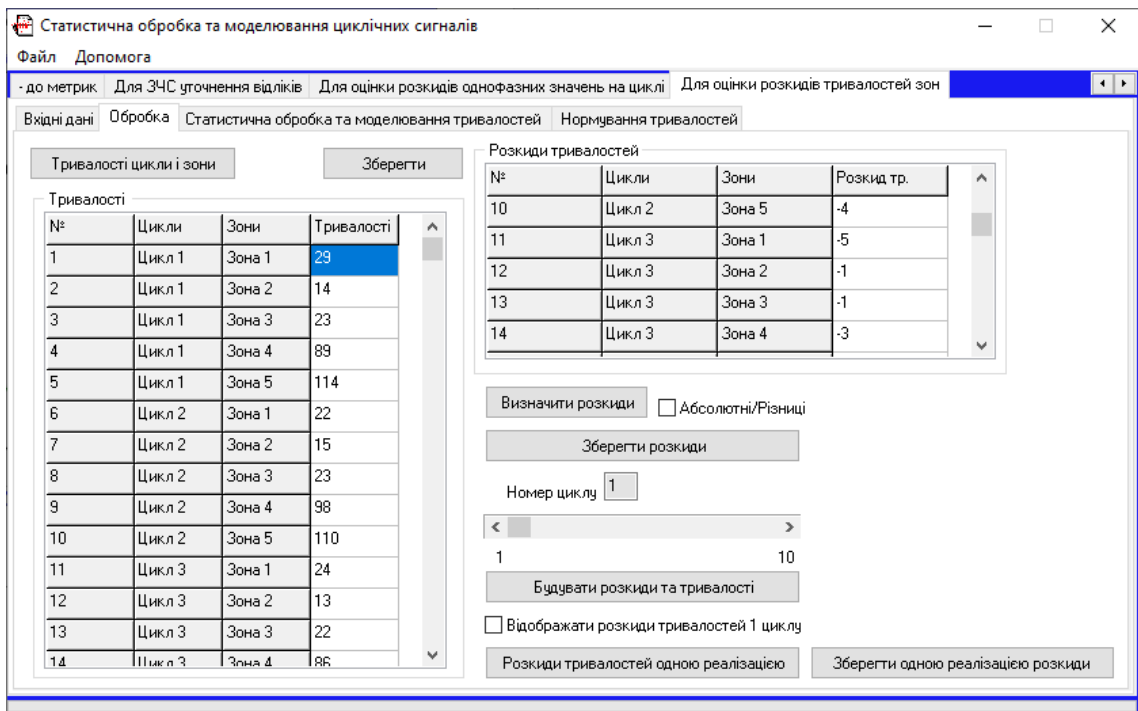 Статистична обробка та моделювання циклічних сигналів
Файл Допомога
- до метрик Для ЗЧС уточнення відліків Для оцінки розкидів однофазних значень на циклі Для оцінки розкидів тривалостей зон
Вхідні дані Обробка Статистична обробка та моделювання тривалостей Нормування тривалостей
Тривалості цикли і зони Зберегти
Тривалості
№ Цикли Зони Тривалості
1 Цикл 1 Зона 1 29
2 Цикл 1 Зона 2 14
3 Цикл 1 Зона 3 23
4 Цикл 1 Зона 4 89
5 Цикл 1 Зона 5 114
6 Цикл 2 Зона 1 22
7 Цикл 2 Зона 2 15
8 Цикл 2 Зона 3 23
9 Цикл 2 Зона 4 98
10 Цикл 2 Зона 5 110
11 Цикл 3 Зона 1 24
12 Цикл 3 Зона 2 13
13 Цикл 3 Зона 3 22
14 Цикл 3 Зона 4 86
Розкиди тривалостей
№ Цикли Зони Розкид тр.
10 Цикл 2 Зона 5 -4
11 Цикл 3 Зона 1 -5
12 Цикл 3 Зона 2 -1
13 Цикл 3 Зона 3 -1
14 Цикл 3 Зона 4 -3
Визначити розкиди Абсолютні/Різниці
Зберегти розкиди
Номер циклу 1
1 10
Будувати розкиди та тривалості
Відображати розкиди тривалостей 1 циклу
Розкиди тривалостей одною реалізацією Зберегти одною реалізацією розкиди